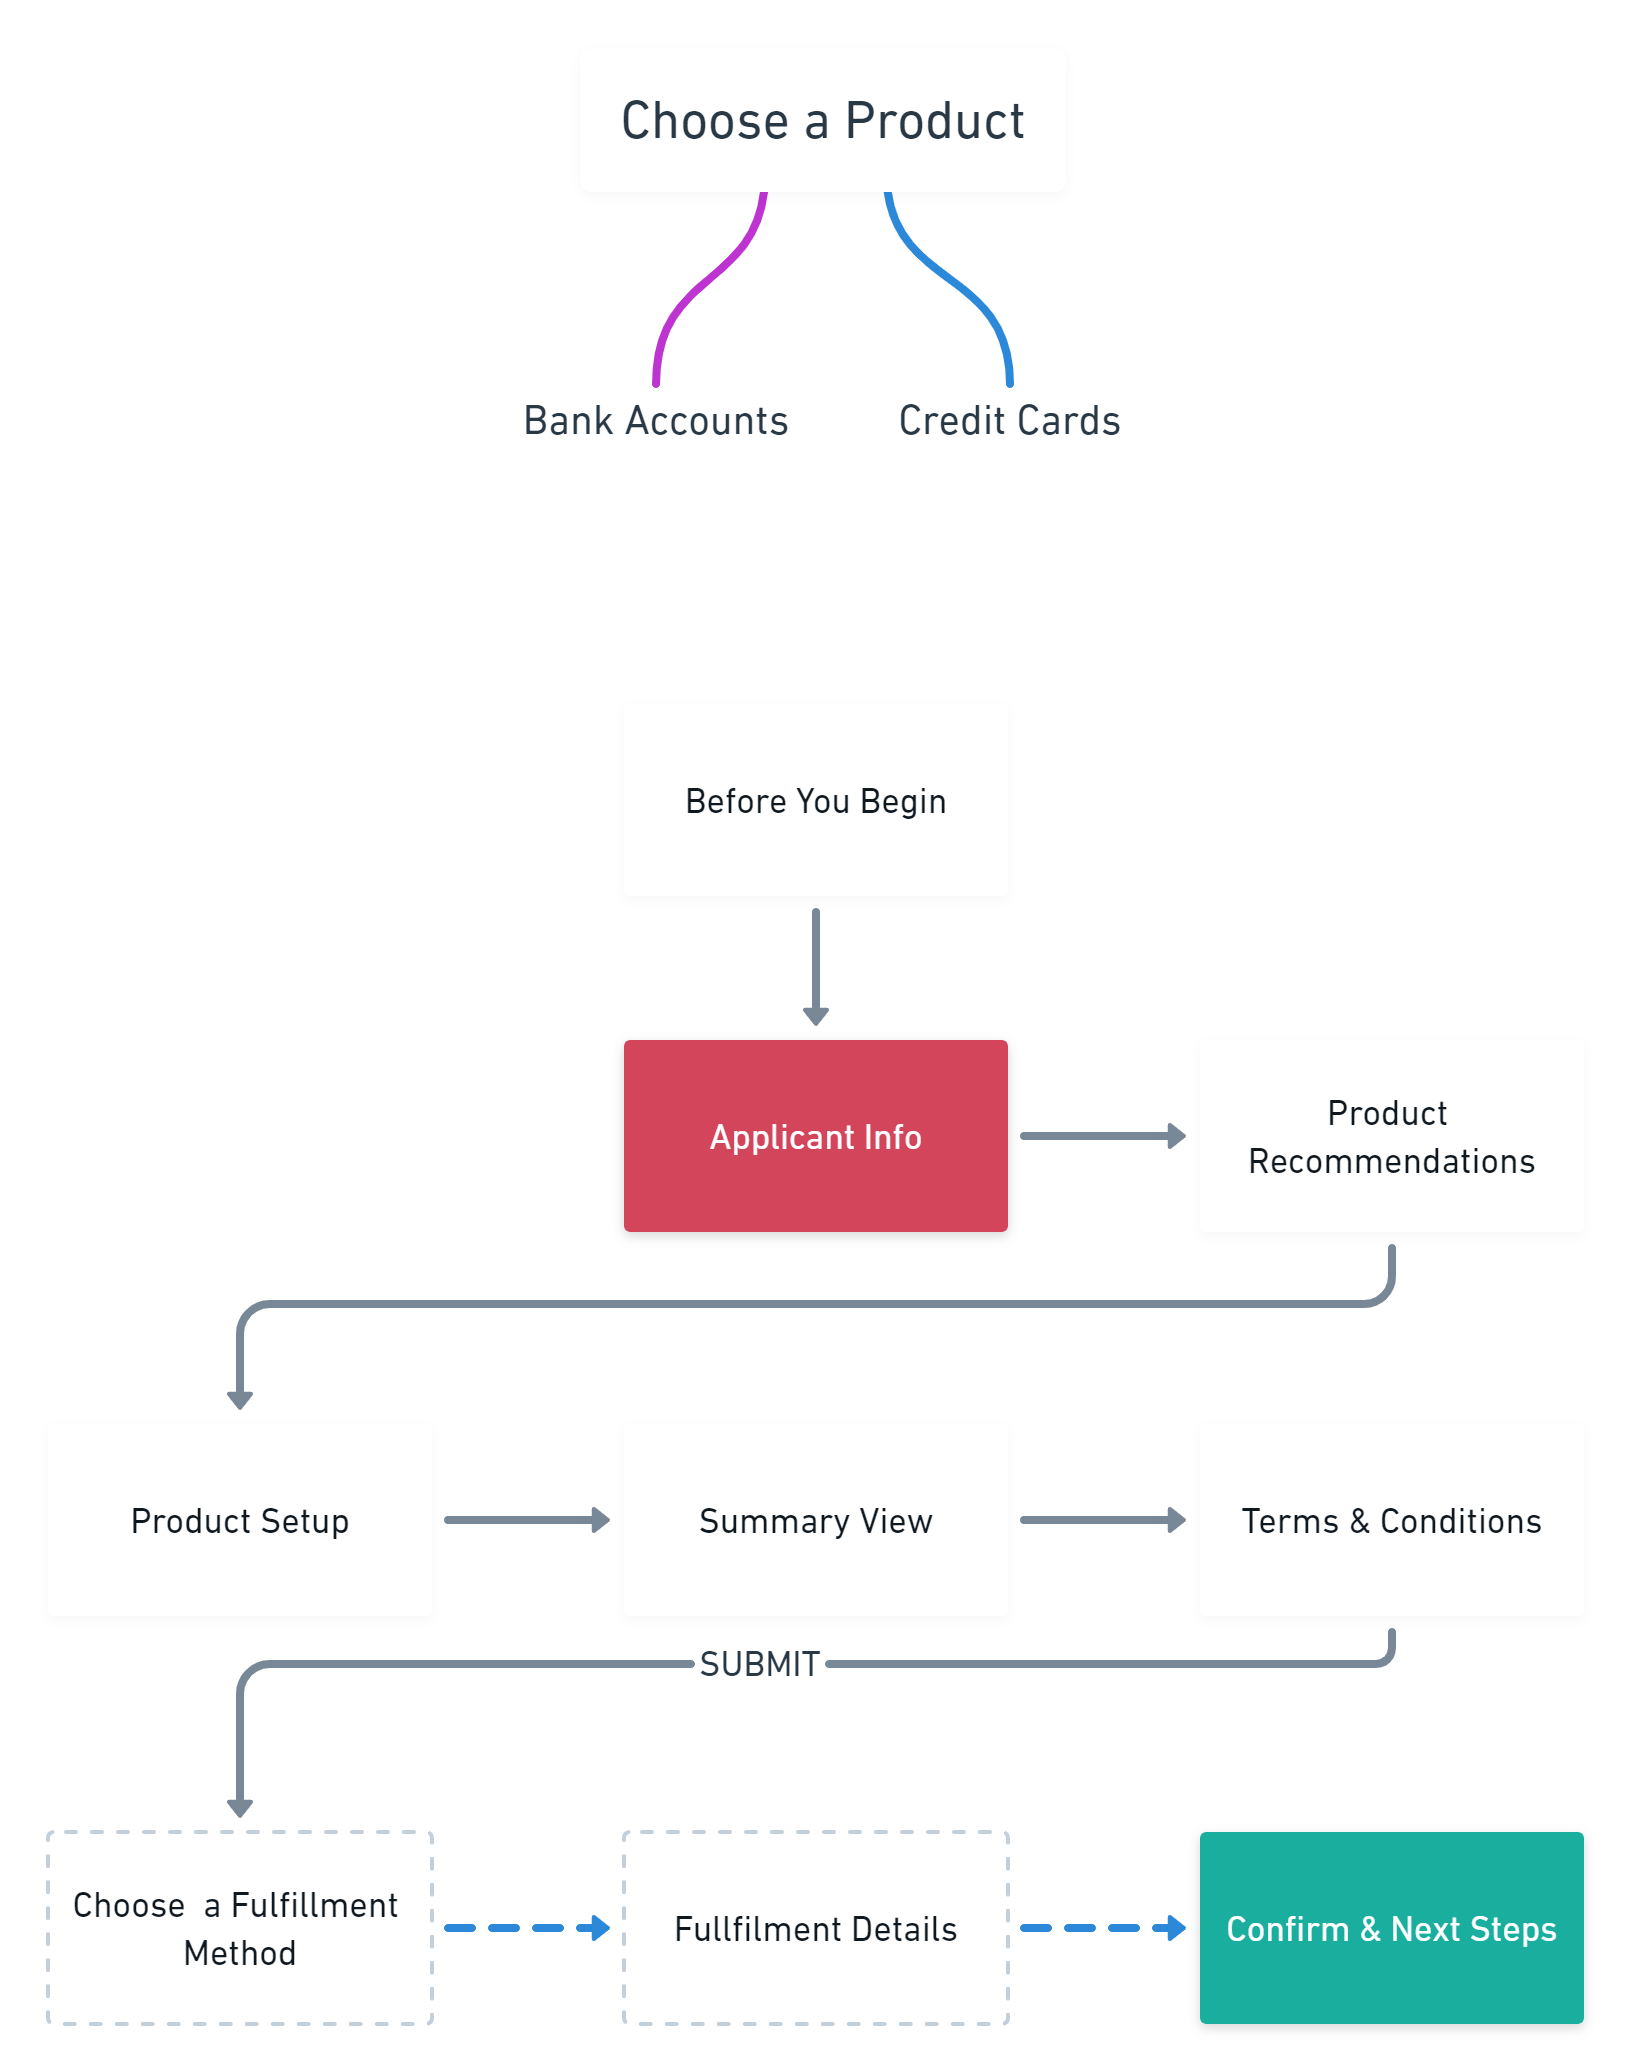 Choose a Product
Bank Accounts
Credit Cards
Before You Begin
Applicant Info
Product
Recommendations
Product Setup
Summary View
Terms & Conditions
SUBMIT
Choose  a Fulfillment
Method
Fullfilment Details
Confirm & Next Steps